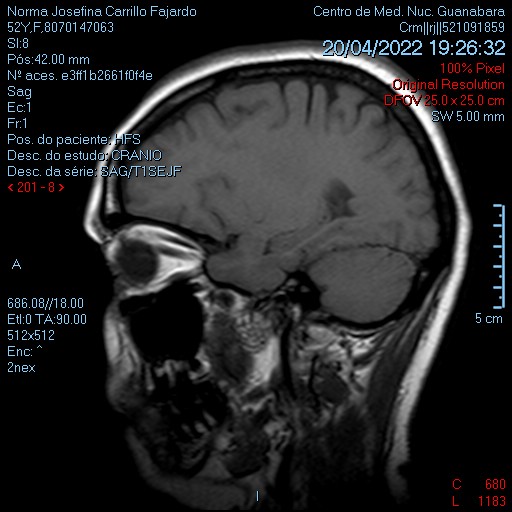 Norma Josefina Carrillo Fajardo
52Y,F,8070147063
Sl:8
Pós:42.00 mm
Nº aces. e3ff1b2661f0f4e
Sag
Ec:1
Fr:1
Pos. do paciente: HFS
Desc. do estudo: CRANIO
Desc. da série: SAG/T1SEJF
< 201 - 8 >
Centro de Med. Nuc. Guanabara
Crm||rj||521091859
20/04/2022 19:26:32
100% Pixel
Original Resolution
DFOV 25.0 x 25.0 cm
SW 5.00 mm
A
686.08//18.00
Etl:0 TA:90.00
512x512
Enc: ^
2nex
5 cm
I
C 680
L 1183